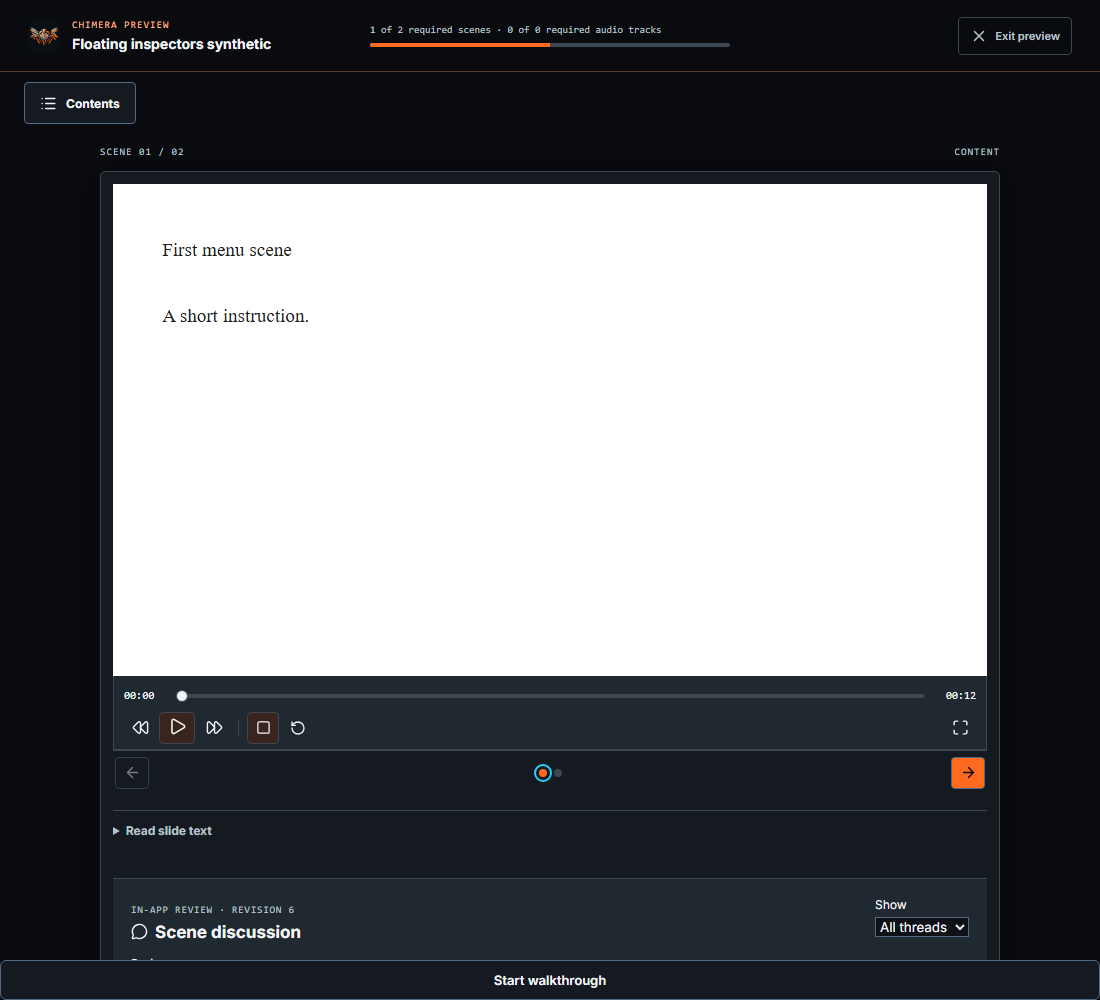 CHIMERA PREVIEW
Floating inspectors synthetic
1 of 2 required scenes · 0 of 0 required audio tracks
Exit preview
Contents
SCENE 01 / 02
CONTENT
First menu scene
A short instruction.
00:00
00:12
Read slide text
IN-APP REVIEW · REVISION 6
Scene discussion
Show
All threads
Start walkthrough